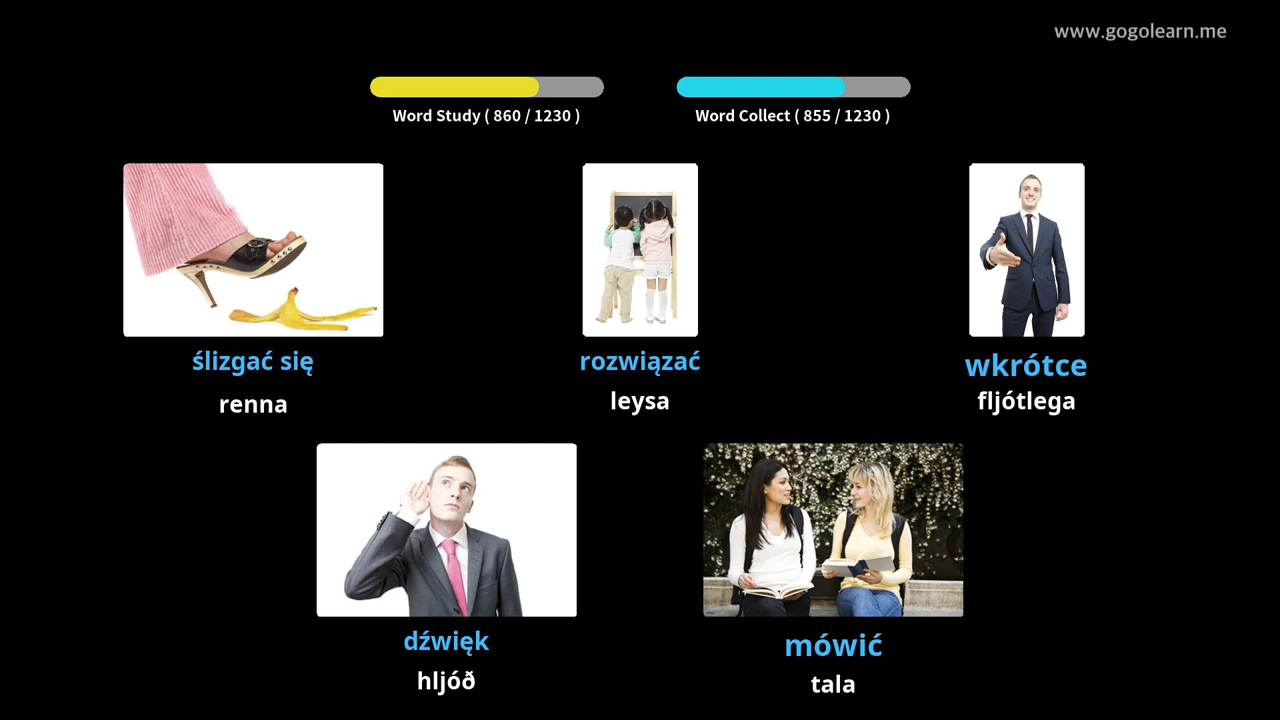 www.gogolearn.me
Word Study ( 860 / 1230 )
Word Collect ( 855 / 1230 )
ślizgać się
renna
rozwiązać
leysa
wkrótce
fljótlega
dźwięk
hljóð
mówić
tala